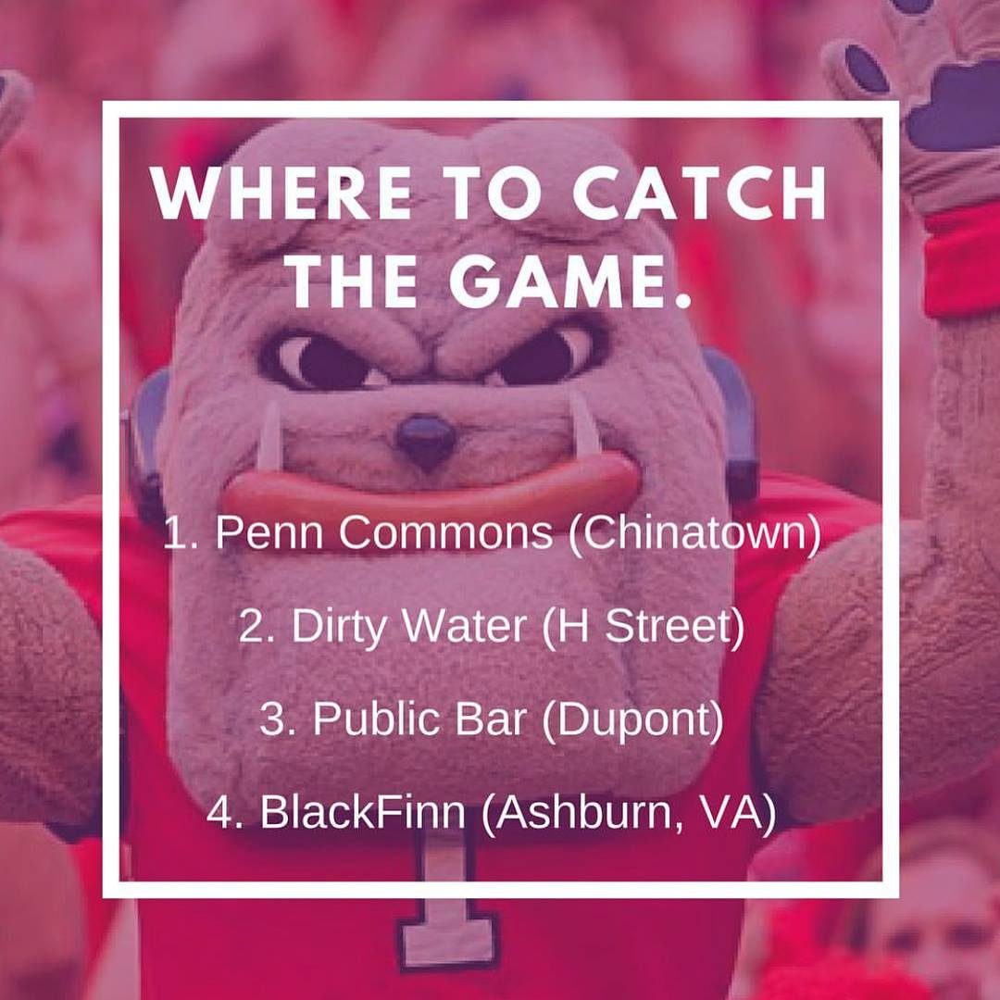 WHERE TO CATCH
THE GAME.
1. Penn Commons (Chinatown)
2. Dirty Water (H Street)
3. Public Bar (Dupont)
4. BlackFinn (Ashburn, VA)
1